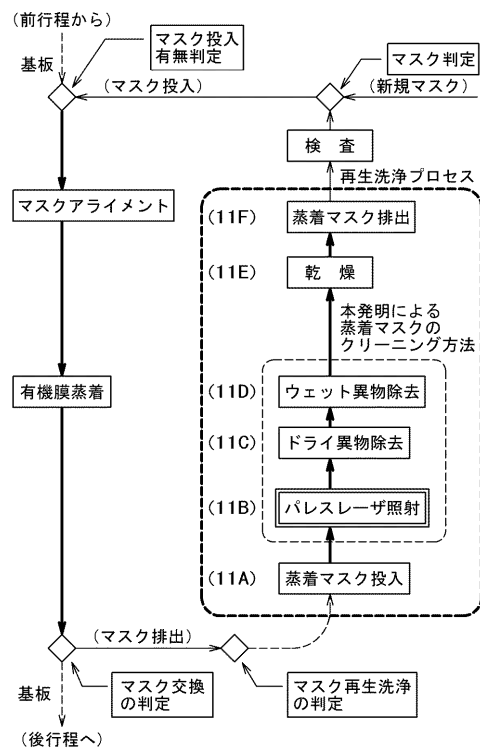 (前行程から)
基板
マスク投入
有無判定
マスク判定
(マスク投入)
(新規マスク)
検 査
再生洗浄プロセス
マスクアライメント
(11F)
蒸着マスク排出
(11E)
乾 燥
本発明による
蒸着マスクの
クリーニング方法
有機膜蒸着
(11D)
ウェット異物除去
(11C)
ドライ異物除去
(11B)
パレスレーザ照射
(11A)
蒸着マスク投入
(マスク排出)
基板
マスク交換
の判定
マスク再生洗浄
の判定
(後行程へ)